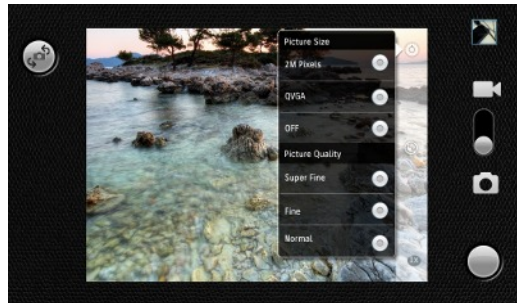 Picture Size
2M Pixels
QVGA
OFF
Picture Quality
Super Fine
Fine
Normal